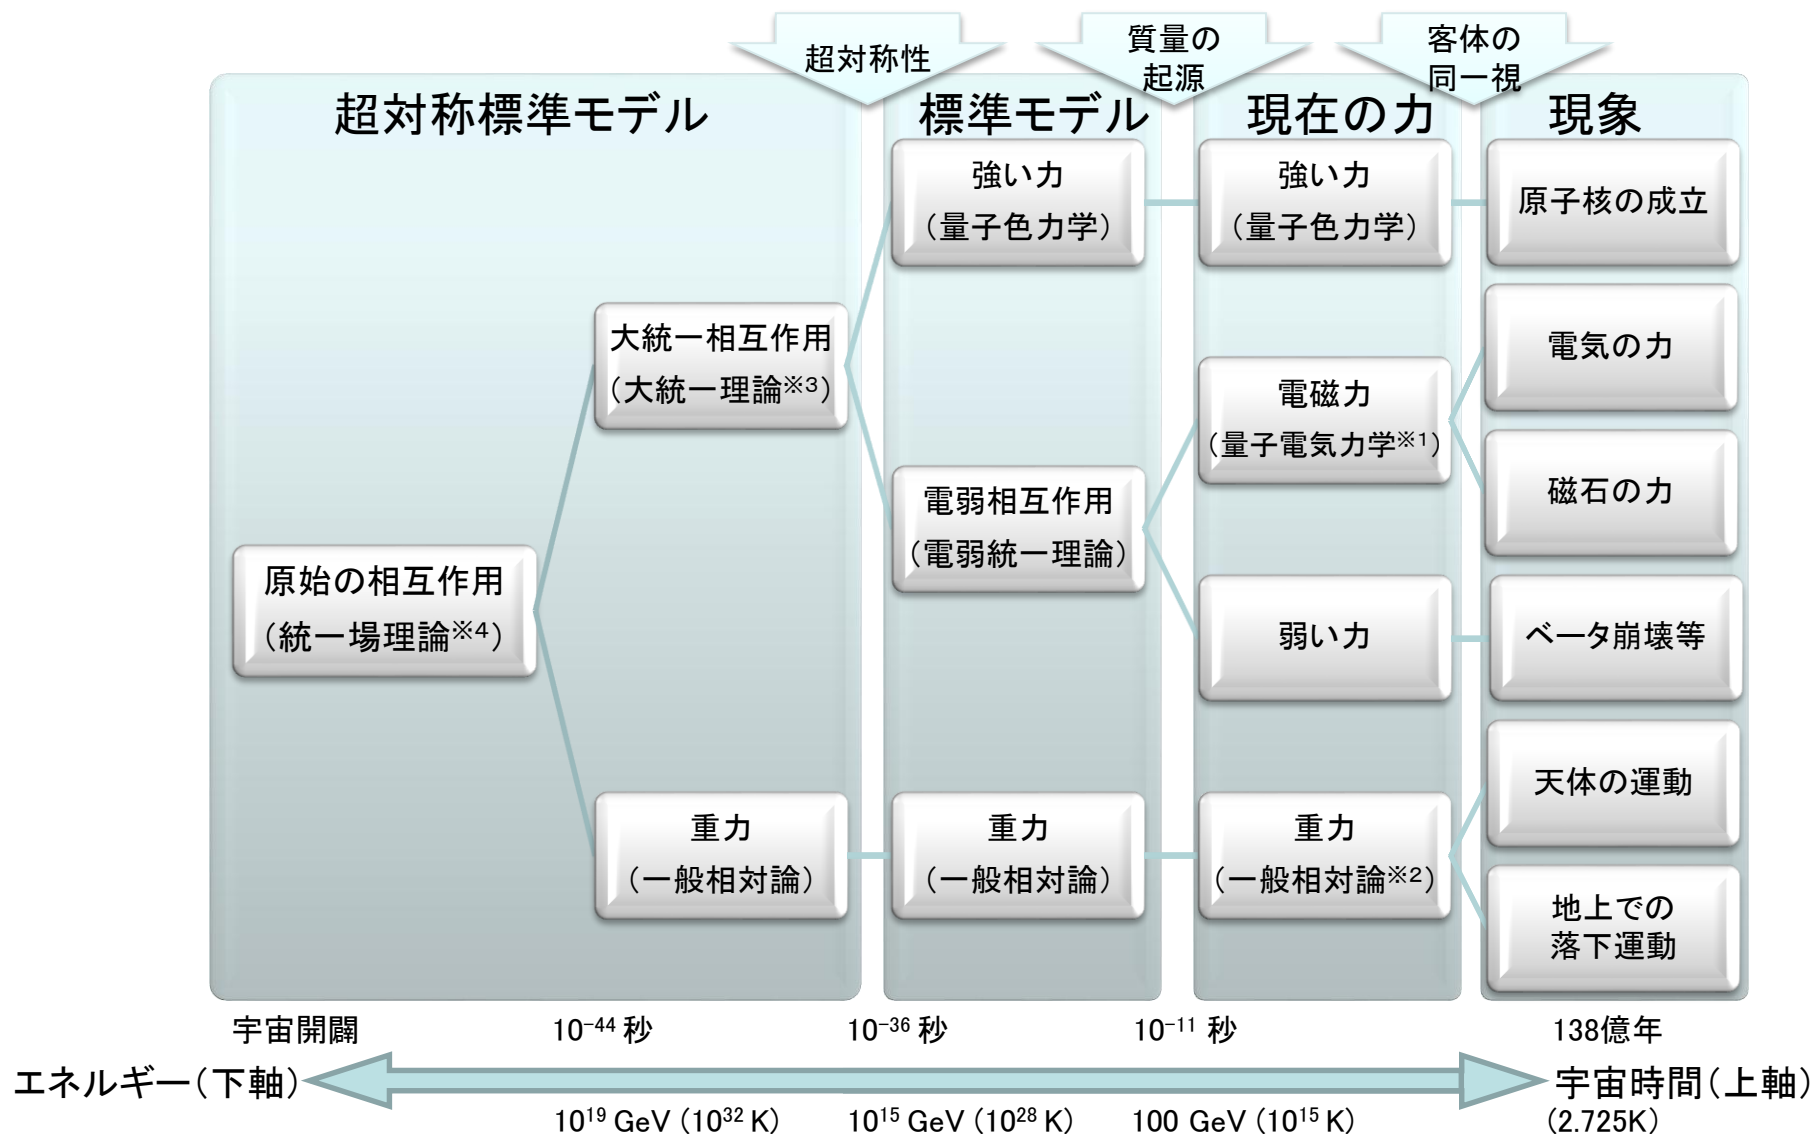 超対称性
質量の
起源
客体の
同一視
超対称標準モデル
標準モデル
現在の力
現象
強い力
(量子色力学)
強い力
(量子色力学)
原子核の成立
大統一相互作用
(大統一理論※3)
電磁力
(量子電気力学※1)
電気の力
磁石の力
電弱相互作用
(電弱統一理論)
原始の相互作用
(統一場理論※4)
弱い力
ベータ崩壊等
重力
(一般相対論)
重力
(一般相対論)
重力
(一般相対論※2)
天体の運動
地上での
落下運動
宇宙開闢
10⁻⁴⁴ 秒
10⁻³⁶ 秒
10⁻¹¹ 秒
138億年
エネルギー(下軸)
宇宙時間(上軸)
10¹⁹ GeV (10³² K)
10¹⁵ GeV (10²⁸ K)
100 GeV (10¹⁵ K)
(2.725K)